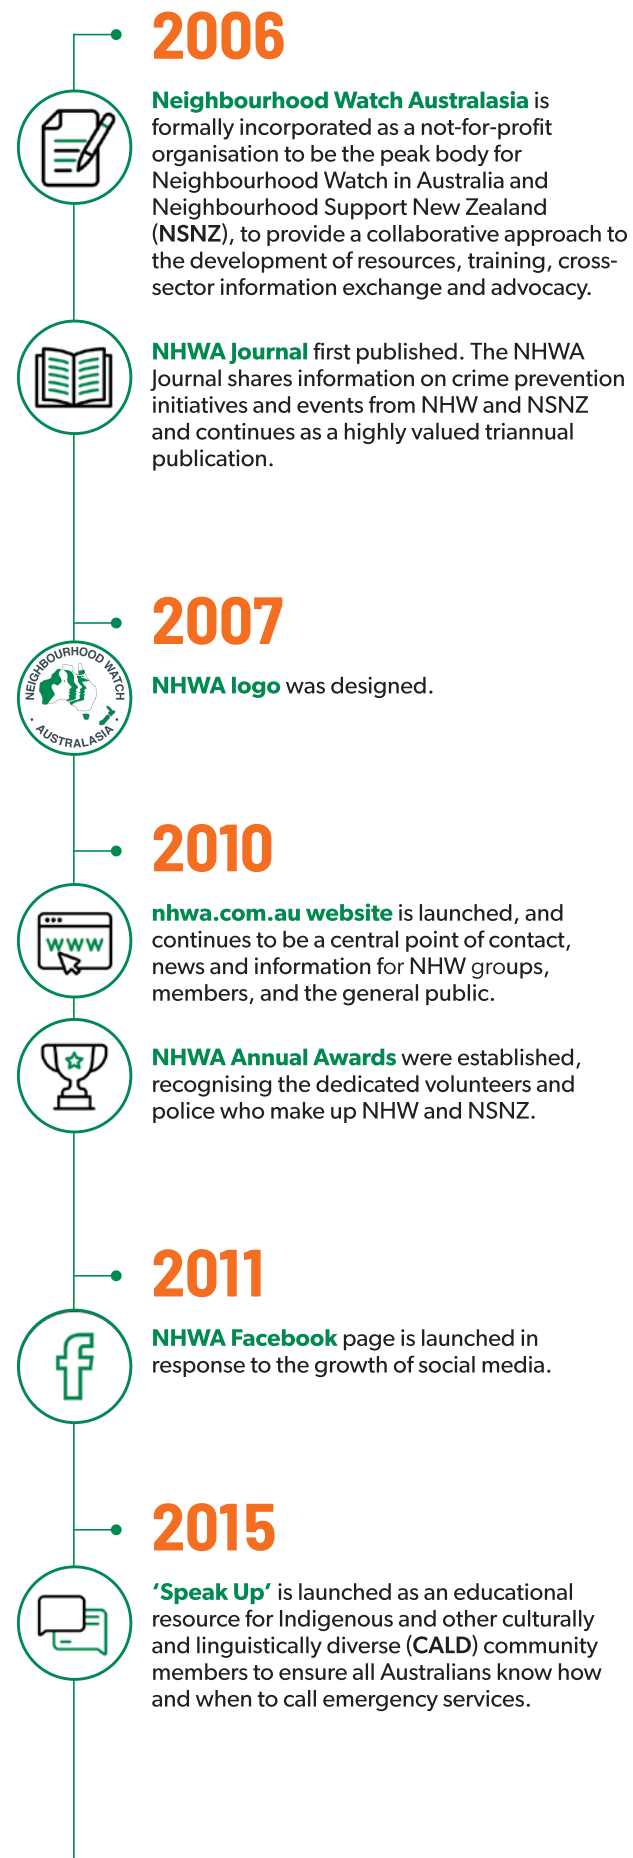 2006
Neighbourhood Watch Australasia is
formally incorporated as a not-for-profit
organisation to be the peak body for
Neighbourhood Watch in Australia and
Neighbourhood Support New Zealand
(NSNZ), to provide a collaborative approach to
the development of resources, training, cross-
sector information exchange and advocacy.
NHWA Journal first published. The NHWA
Journal shares information on crime prevention
initiatives and events from NHW and NSNZ
and continues as a highly valued triannual
publication.
2007
NEIGHBOURHOOD WATCH
· AUSTRALASIA ·
NHWA logo was designed.
2010
www
nhwa.com.au website is launched, and
continues to be a central point of contact,
news and information for NHW groups,
members, and the general public.
NHWA Annual Awards were established,
recognising the dedicated volunteers and
police who make up NHW and NSNZ.
2011
f
NHWA Facebook page is launched in
response to the growth of social media.
2015
‘Speak Up’ is launched as an educational
resource for Indigenous and other culturally
and linguistically diverse (CALD) community
members to ensure all Australians know how
and when to call emergency services.